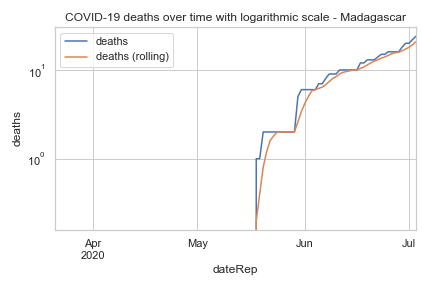 COVID-19 deaths over time with logarithmic scale - Madagascar
deaths
deaths (rolling)
10¹
10⁰
deaths
Apr
2020
May
Jun
Jul
dateRep